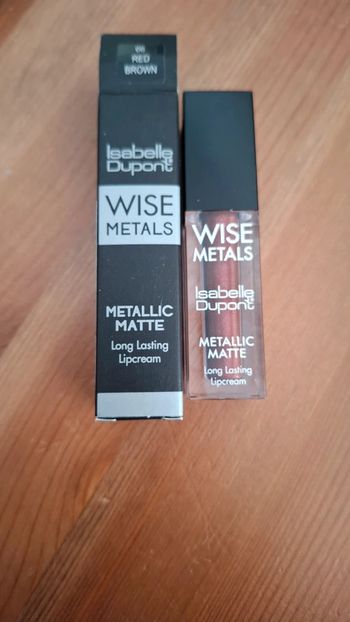 06
RED
BROWN
Isabelle
Dupont
WISE
METALS
METALLIC
MATTE
Long Lasting
Lipcream
WISE
METALS
Isabelle
Dupont
METALLIC
MATTE
Long Lasting
Lipcream